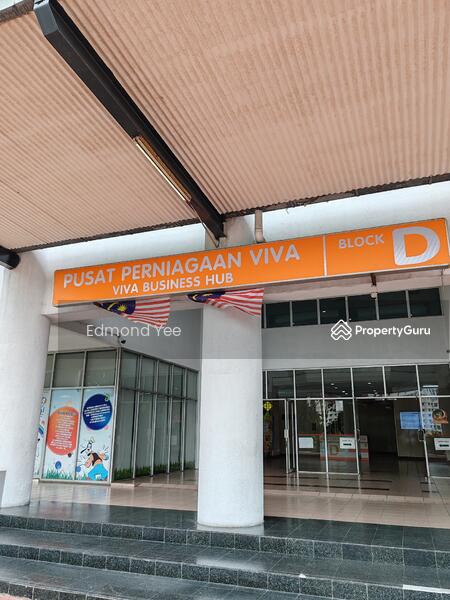 PUSAT PERNIAGAAN VIVA
VIVA BUSINESS HUB
BLOCK D
Edmond Yee
PropertyGuru